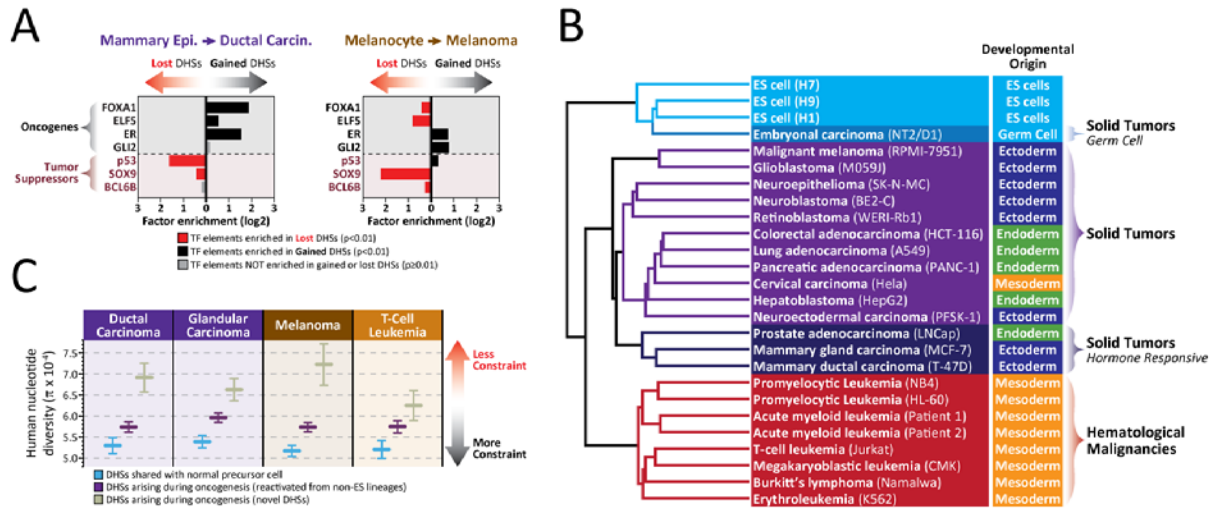 A
Mammary Epi. → Ductal Carcin.
Lost DHSs Gained DHSs
Oncogenes
FOXA1
ELF5
ER
GLI2
Tumor
Suppressors
p53
SOX9
BCL6B
3 2 1 0 1 2 3
Factor enrichment (log2)
Melanocyte → Melanoma
Lost DHSs Gained DHSs
FOXA1
ELF5
ER
GLI2
p53
SOX9
BCL6B
3 2 1 0 1 2 3
Factor enrichment (log2)
TF elements enriched in Lost DHSs (p<0.01)
TF elements enriched in Gained DHSs (p<0.01)
TF elements NOT enriched in gained or lost DHSs (p≥0.01)
B
Developmental
Origin
ES cell (H7) ES cells
ES cell (H9) ES cells
ES cell (H1) ES cells
Embryonal carcinoma (NT2/D1) Germ Cell
Malignant melanoma (RPMI-7951) Ectoderm
Glioblastoma (M059J) Ectoderm
Neuroepithelioma (SK-N-MC) Ectoderm
Neuroblastoma (BE2-C) Ectoderm
Retinoblastoma (WERI-Rb1) Ectoderm
Colorectal adenocarcinoma (HCT-116) Endoderm
Lung adenocarcinoma (A549) Endoderm
Pancreatic adenocarcinoma (PANC-1) Endoderm
Cervical carcinoma (Hela) Mesoderm
Hepatoblastoma (HepG2) Endoderm
Neuroectodermal carcinoma (PFSK-1) Ectoderm
Prostate adenocarcinoma (LNCap) Endoderm
Mammary gland carcinoma (MCF-7) Ectoderm
Mammary ductal carcinoma (T-47D) Ectoderm
Promyelocytic Leukemia (NB4) Mesoderm
Promyelocytic Leukemia (HL-60) Mesoderm
Acute myeloid leukemia (Patient 1) Mesoderm
Acute myeloid leukemia (Patient 2) Mesoderm
T-cell leukemia (Jurkat) Mesoderm
Megakaryoblastic leukemia (CMK) Mesoderm
Burkitt's lymphoma (Namalwa) Mesoderm
Erythroleukemia (K562) Mesoderm
Solid Tumors
Germ Cell
Solid Tumors
Solid Tumors
Hormone Responsive
Hematological
Malignancies
C
Ductal
Carcinoma
Glandular
Carcinoma
Melanoma
T-Cell
Leukemia
Human nucleotide
diversity (π x 10⁻⁴)
7.5
7.0
6.5
6.0
5.5
5.0
Less
Constraint
More
Constraint
DHSs shared with normal precursor cell
DHSs arising during oncogenesis (reactivated from non-ES lineages)
DHSs arising during oncogenesis (novel DHSs)